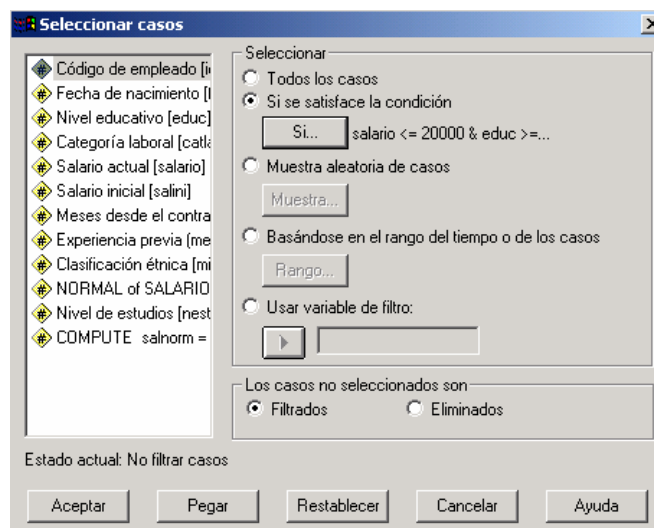 Seleccionar casos
Código de empleado [i
Fecha de nacimiento [
Nivel educativo [educ]
Categoría laboral [catl
Salario actual [salario]
Salario inicial [salini]
Meses desde el contra
Experiencia previa (me
Clasificación étnica [mi
NORMAL of SALARIO
Nivel de estudios [nest
COMPUTE salnorm =
Seleccionar
Todos los casos
Si se satisface la condición
Si... salario <= 20000 & educ >=...
Muestra aleatoria de casos
Muestra...
Basándose en el rango del tiempo o de los casos
Rango...
Usar variable de filtro:
Los casos no seleccionados son
Filtrados Eliminados
Estado actual: No filtrar casos
Aceptar Pegar Restablecer Cancelar Ayuda